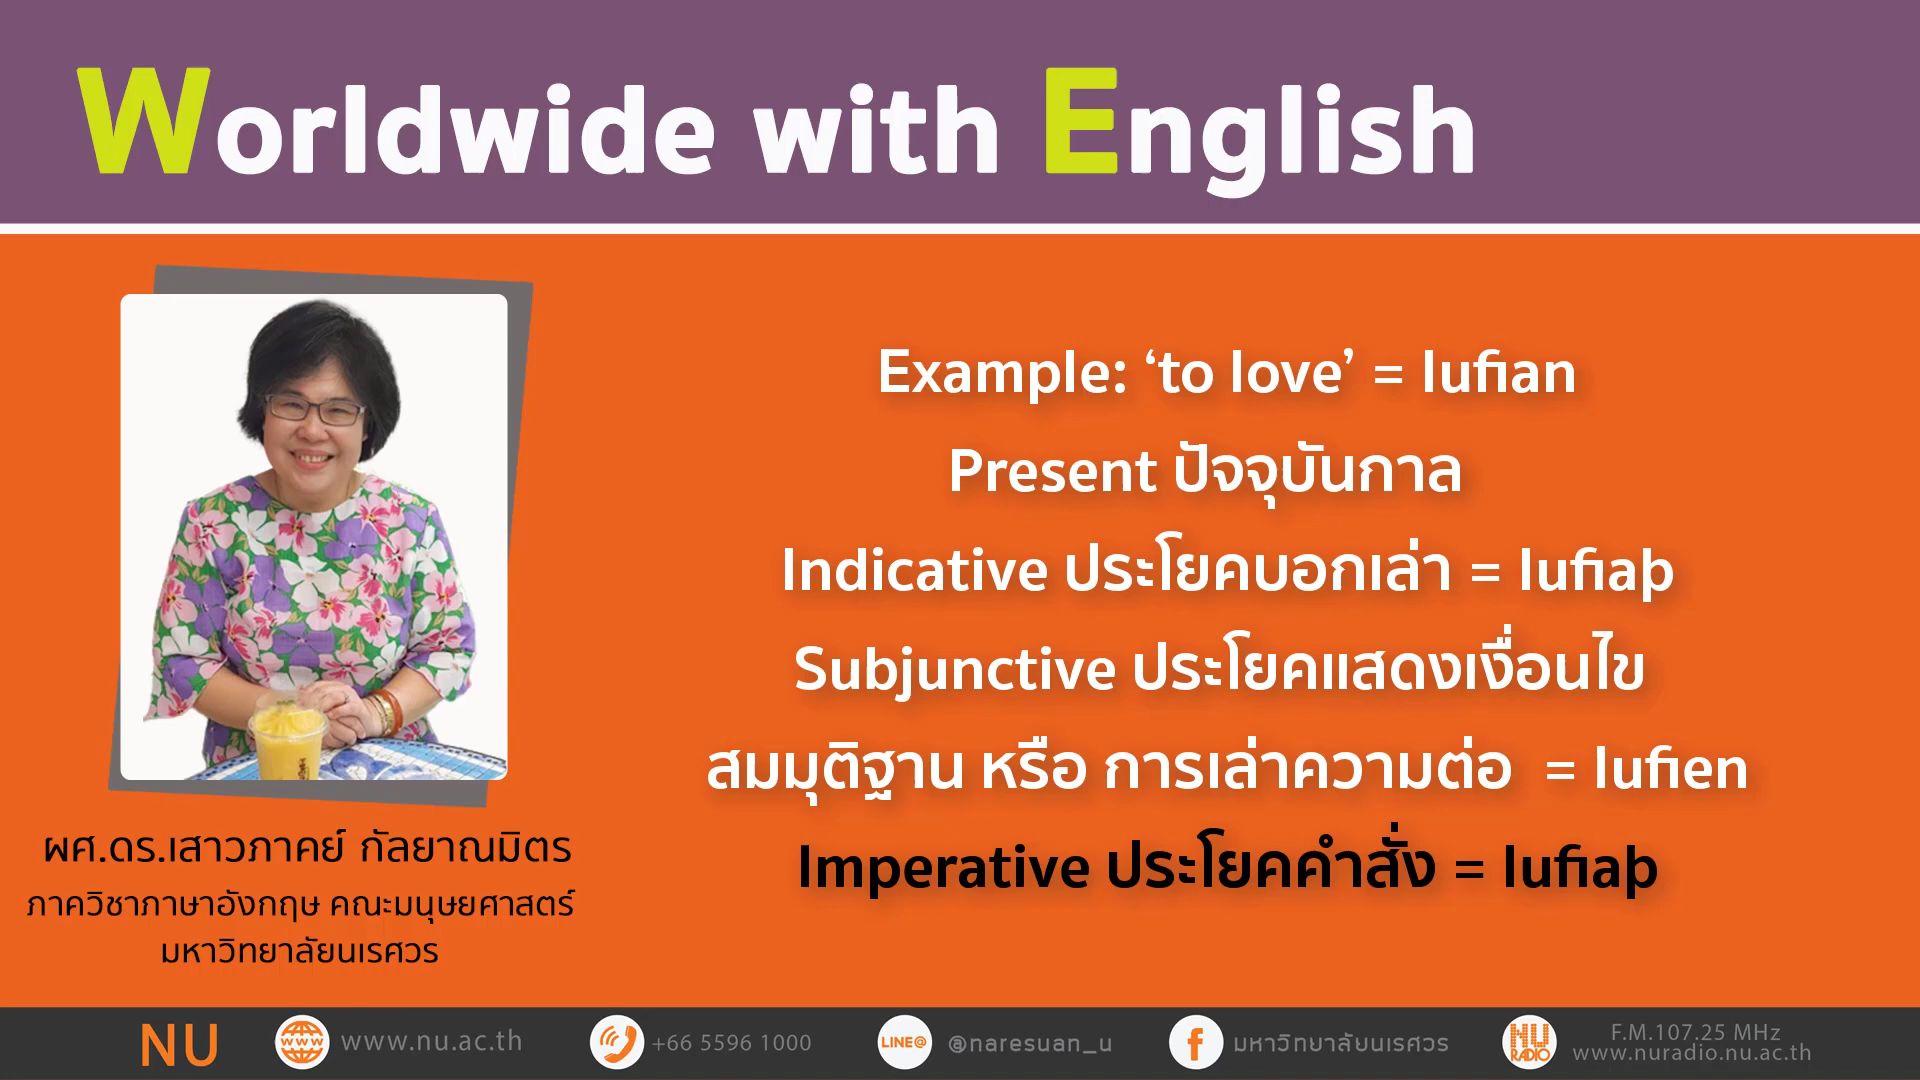 Worldwide with English
Example: ‘to love’ = lufian
Present ปัจจุบันกาล
Indicative ประโยคบอกเล่า = lufiaþ
Subjunctive ประโยคแสดงเงื่อนไข
สมมุติฐาน หรือ การเล่าความต่อ = lufien
Imperative ประโยคคำสั่ง = lufiaþ
ผศ.ดร.เสาวภาคย์ กัลยาณมิตร
ภาควิชาภาษาอังกฤษ คณะมนุษยศาสตร์
มหาวิทยาลัยนเรศวร
NU
www
www.nu.ac.th
+66 5596 1000
LINE@
@naresuan_u
f
มหาวิทยาลัยนเรศวร
NU
RADIO
F.M.107.25 MHz
www.nuradio.nu.ac.th